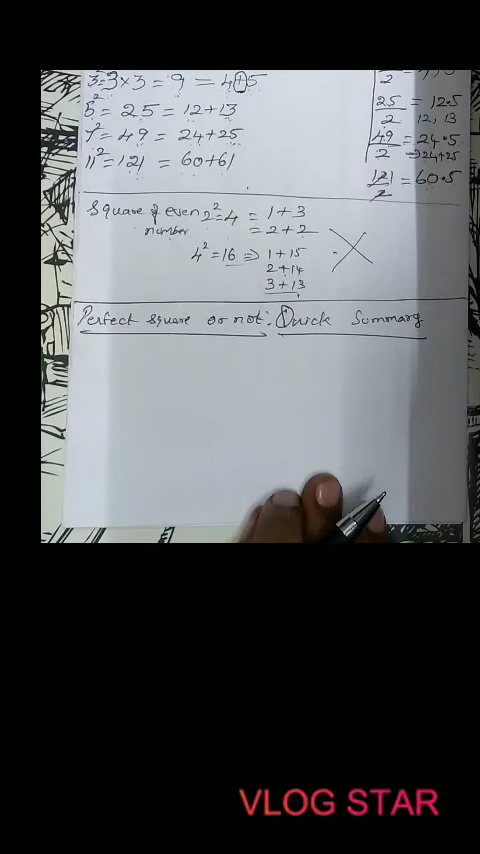 3²=3×3 = 9 = 4+5
5² = 25 = 12+13
7² = 49 = 24+25
11² = 121 = 60+61
2
25/2 = 12.5
12, 13
49/2 = 24.5
→ 24+25
121/2 = 60.5
Square of even 2² = 4 = 1+3
number = 2+2
4² = 16 ⇒ 1+15
2+14
3+13
Perfect square or not: Quick Summary
VLOG STAR